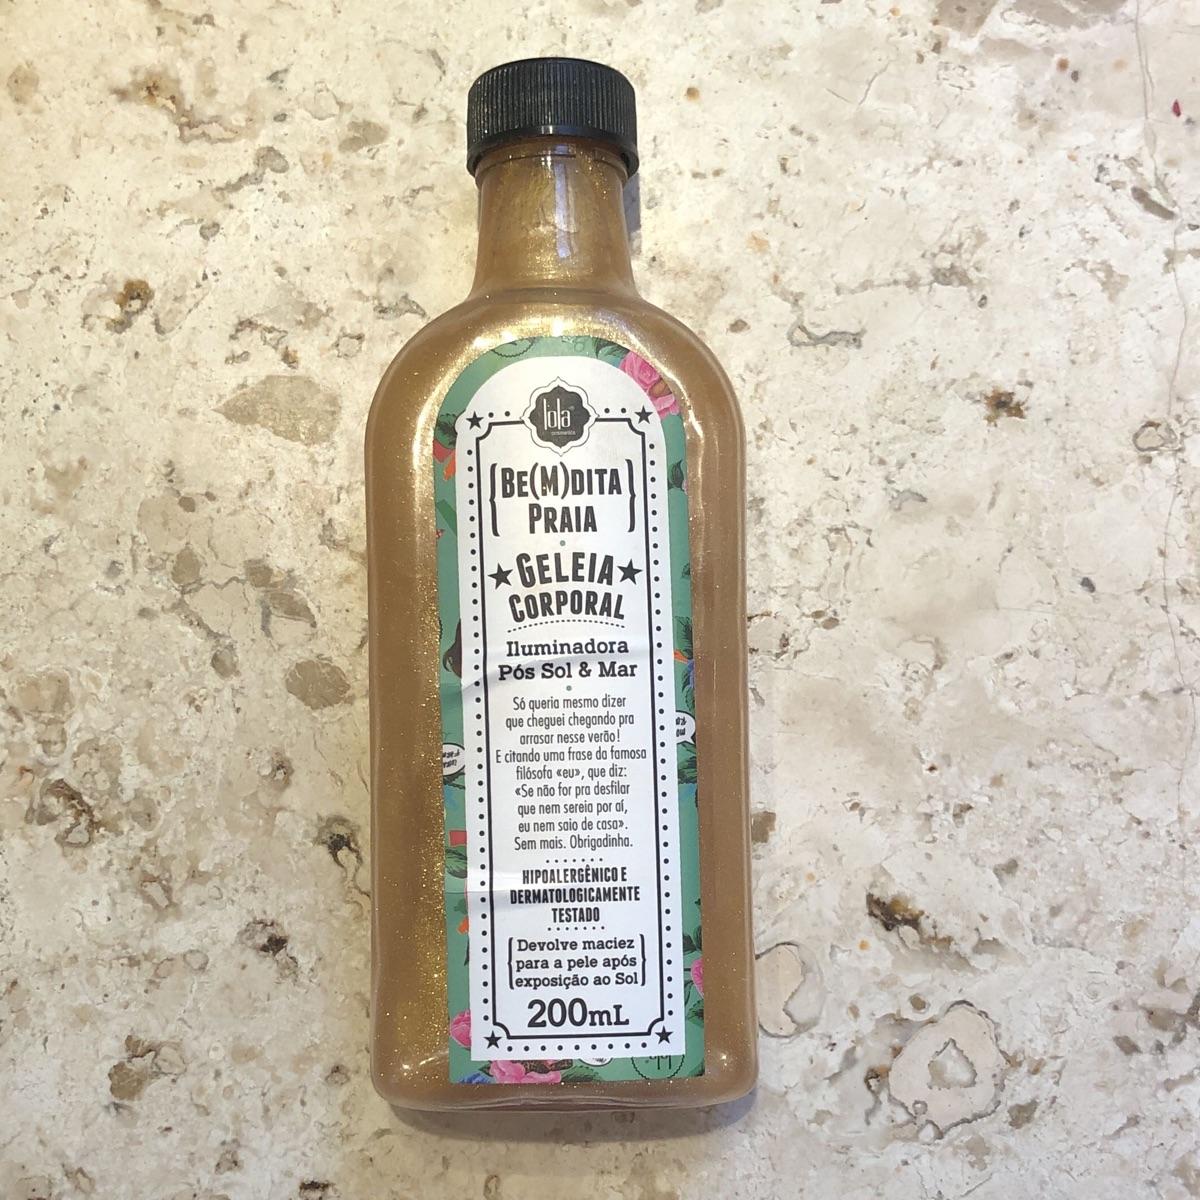 lola
cosmetics
BE(M)DITA
PRAIA
GELEIA
CORPORAL
Iluminadora
Pós Sol & Mar
Só queria mesmo dizer
que cheguei chegando pra
arrasar nesse verão!
E citando uma frase da famosa
filósofa «eu», que diz:
«Se não for pra desfilar
que nem sereia por aí,
eu nem saio de casa».
Sem mais. Obrigadinha.
HIPOALERGÊNICO E
DERMATOLOGICAMENTE
TESTADO
Devolve maciez
para a pele após
exposição ao Sol
200mL